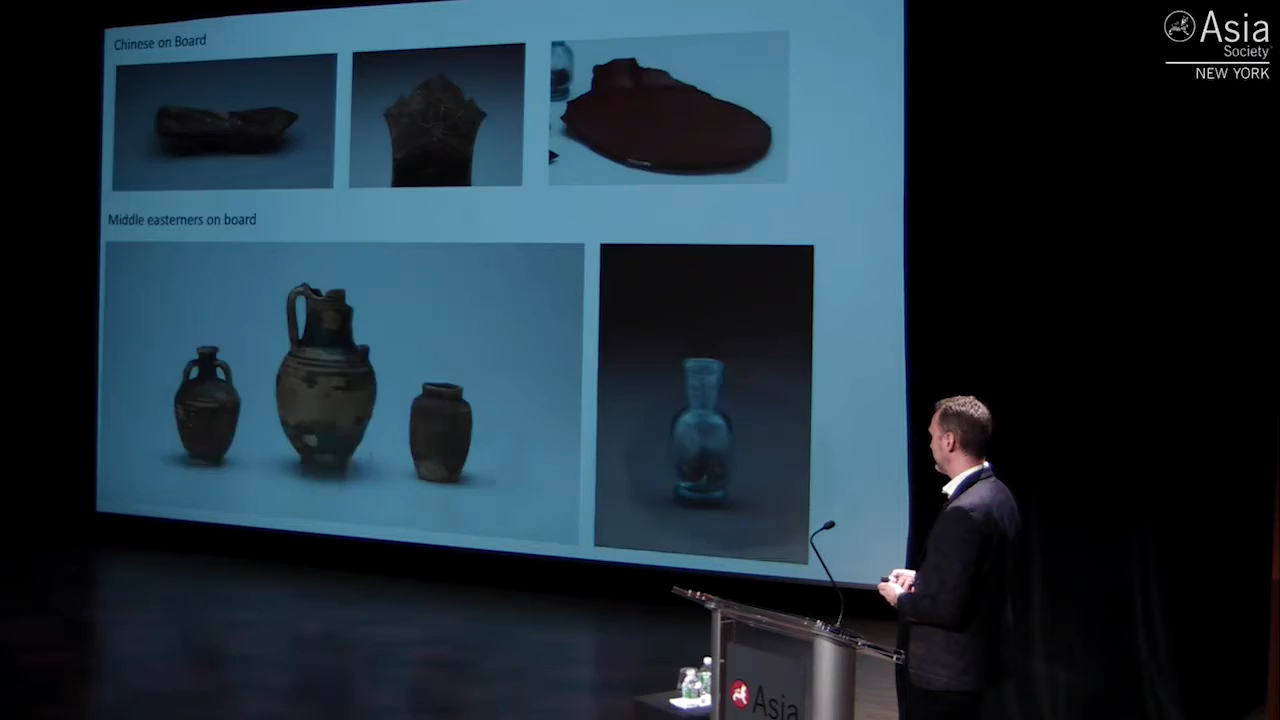 Chinese on Board
Middle easterners on board
Asia
Society
NEW YORK
Asia